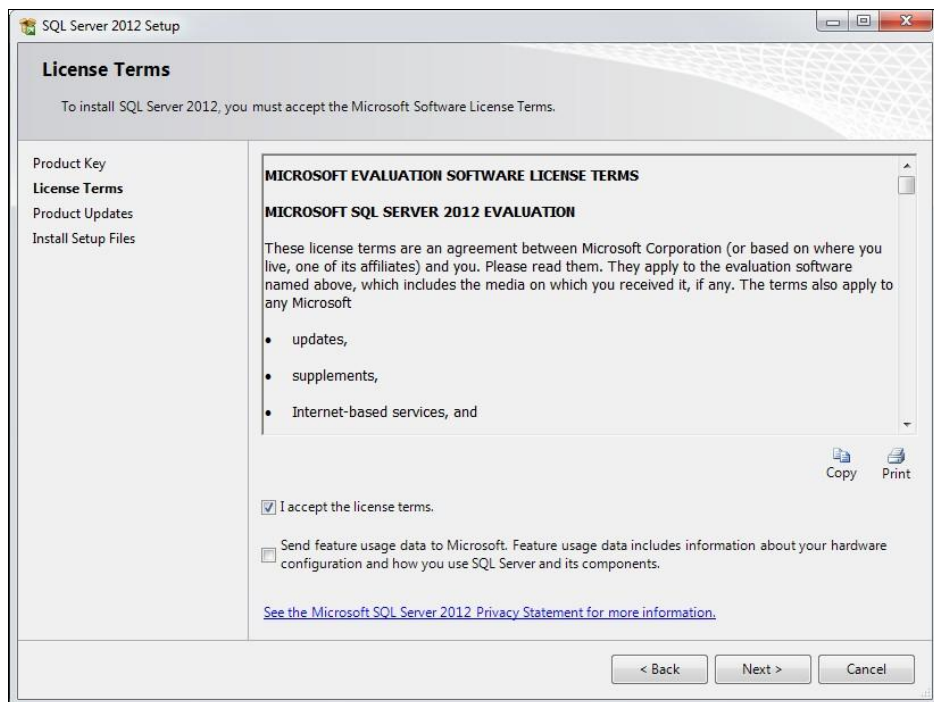 SQL Server 2012 Setup
License Terms
To install SQL Server 2012, you must accept the Microsoft Software License Terms.
Product Key
License Terms
Product Updates
Install Setup Files
MICROSOFT EVALUATION SOFTWARE LICENSE TERMS
MICROSOFT SQL SERVER 2012 EVALUATION
These license terms are an agreement between Microsoft Corporation (or based on where you
live, one of its affiliates) and you. Please read them. They apply to the evaluation software
named above, which includes the media on which you received it, if any. The terms also apply to
any Microsoft
• updates,
• supplements,
• Internet-based services, and
Copy Print
I accept the license terms.
Send feature usage data to Microsoft. Feature usage data includes information about your hardware
configuration and how you use SQL Server and its components.
See the Microsoft SQL Server 2012 Privacy Statement for more information.
< Back Next > Cancel